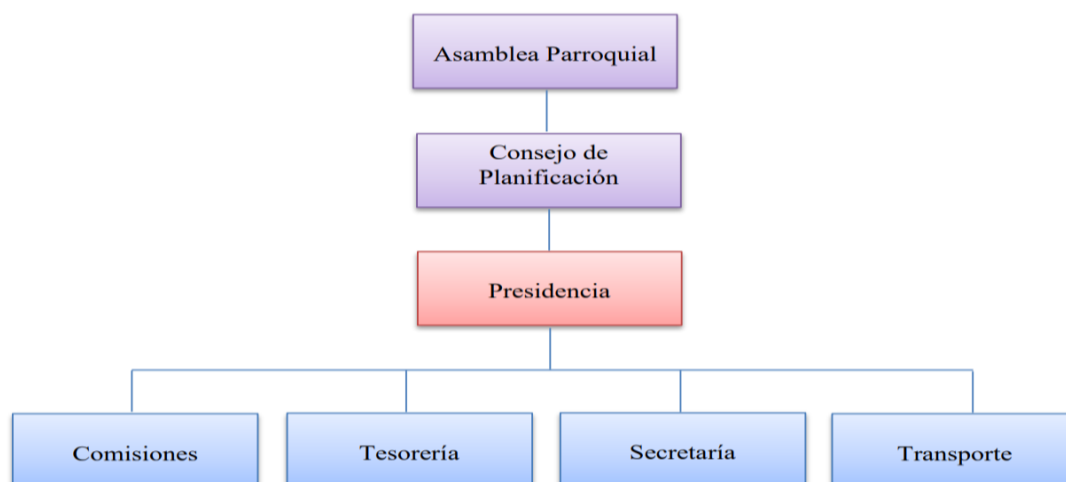 Asamblea Parroquial
Consejo de
Planificación
Presidencia
Comisiones
Tesorería
Secretaría
Transporte